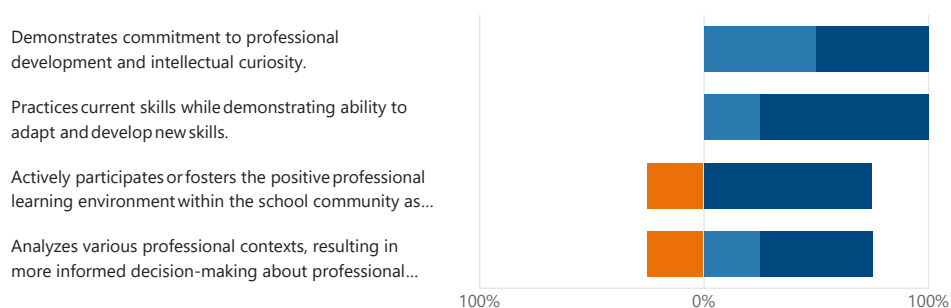 Demonstrates commitment to professional
development and intellectual curiosity.
Practices current skills while demonstrating ability to
adapt and develop new skills.
Actively participates or fosters the positive professional
learning environment within the school community as...
Analyzes various professional contexts, resulting in
more informed decision-making about professional...
100% 0% 100%